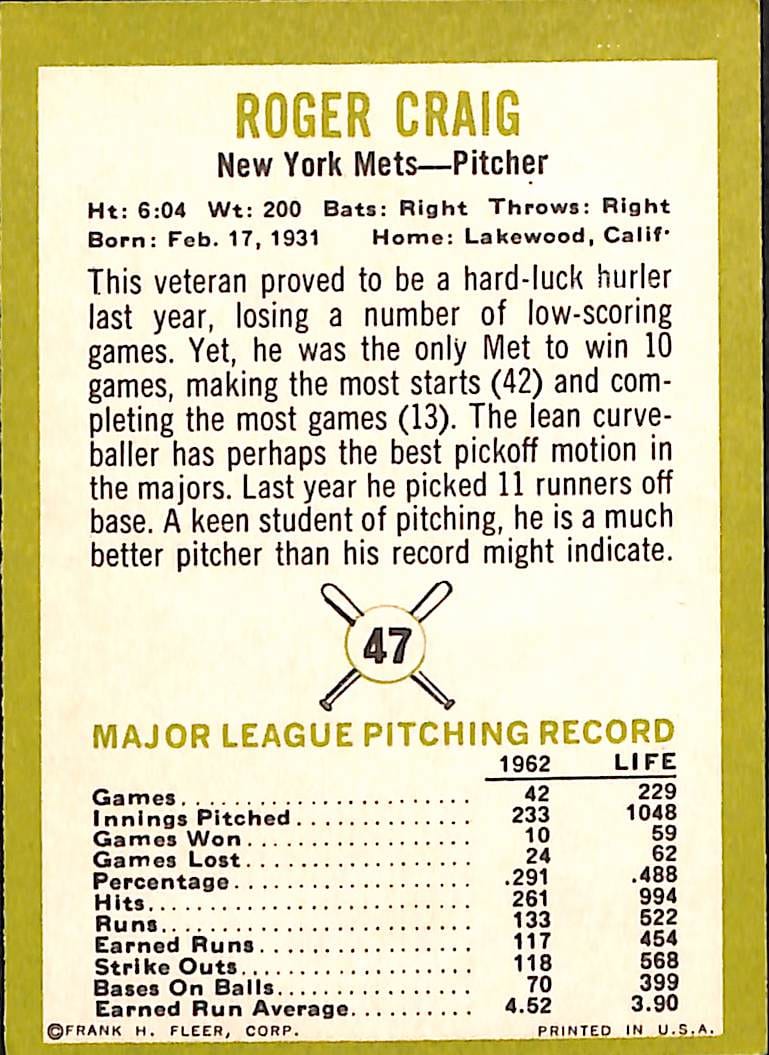 ROGER CRAIG
New York Mets—Pitcher
Ht: 6:04 Wt: 200 Bats: Right Throws: Right
Born: Feb. 17, 1931 Home: Lakewood, Calif.
This veteran proved to be a hard-luck hurler
last year, losing a number of low-scoring
games. Yet, he was the only Met to win 10
games, making the most starts (42) and com-
pleting the most games (13). The lean curve-
baller has perhaps the best pickoff motion in
the majors. Last year he picked 11 runners off
base. A keen student of pitching, he is a much
better pitcher than his record might indicate.
47
MAJOR LEAGUE PITCHING RECORD
1962 LIFE
Games....................... 42 229
Innings Pitched.............. 233 1048
Games Won.................. 10 59
Games Lost.................. 24 62
Percentage.................. .291 .488
Hits......................... 261 994
Runs........................ 133 522
Earned Runs................ 117 454
Strike Outs.................. 118 568
Bases On Balls............... 70 399
Earned Run Average.......... 4.52 3.90
©FRANK H. FLEER, CORP. PRINTED IN U.S.A.